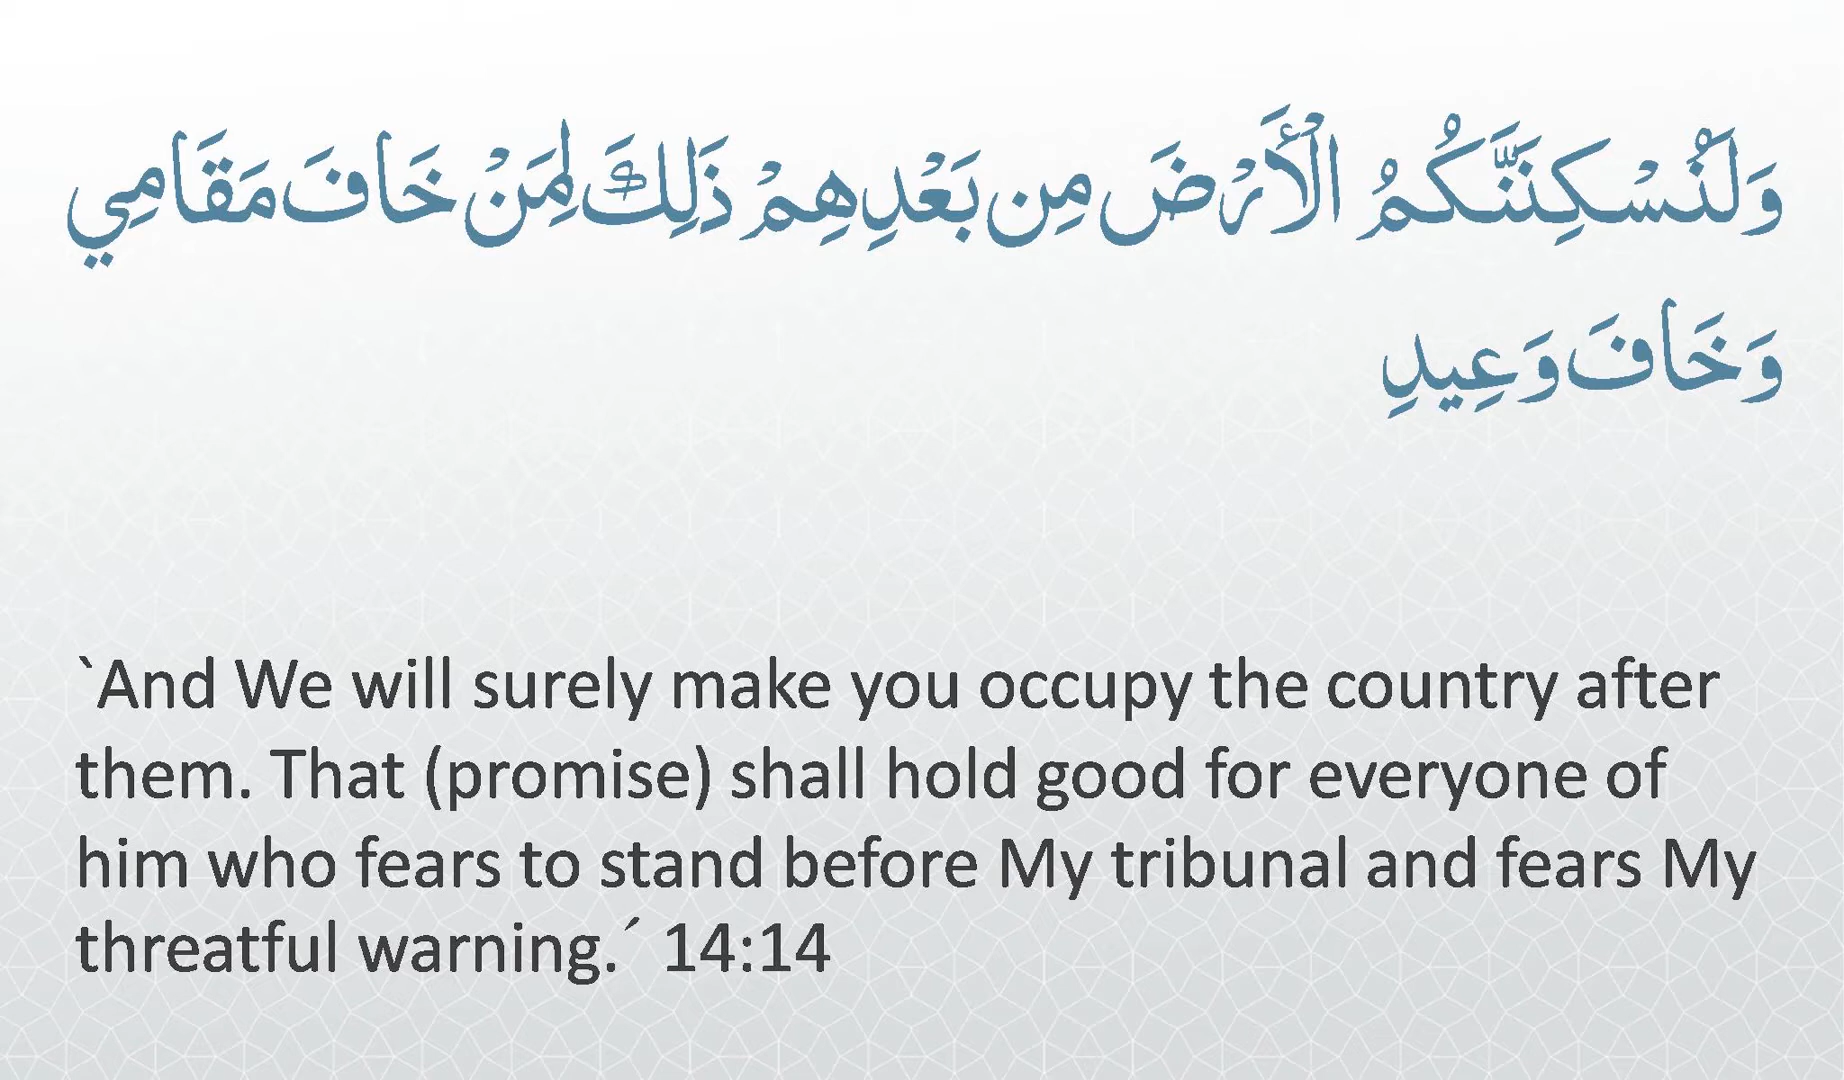 وَلَنُسْكِنَنَّكُمُ الْأَرْضَ مِن بَعْدِهِمْ ذَلِكَ لِمَنْ خَافَ مَقَامِي
وَخَافَ وَعِيدِ
`And We will surely make you occupy the country after
them. That (promise) shall hold good for everyone of
him who fears to stand before My tribunal and fears My
threatful warning.´ 14:14